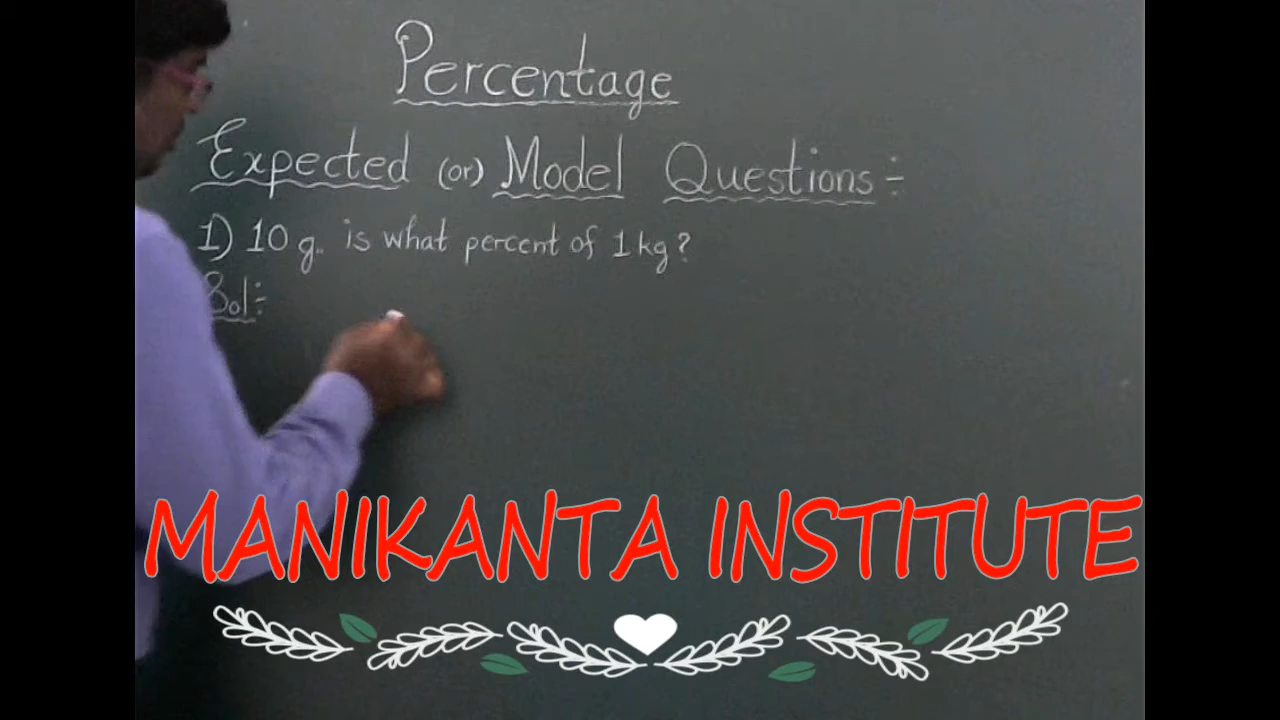 Percentage
Expected (or) Model Questions :-
1) 10 g. is what percent of 1 kg?
Sol:-
MANIKANTA INSTITUTE